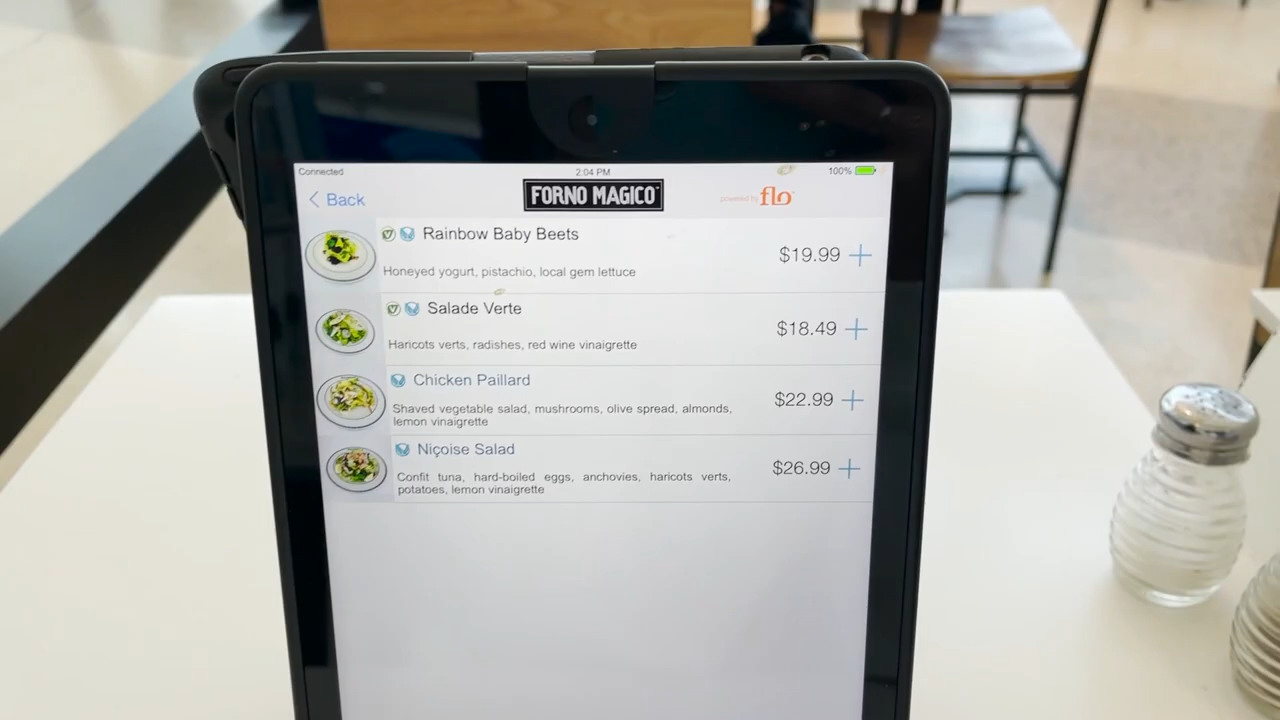 Connected 2:04 PM 100%
Back FORNO MAGICO powered by flo
Rainbow Baby Beets
$19.99
Honeyed yogurt, pistachio, local gem lettuce
Salade Verte
$18.49
Haricots verts, radishes, red wine vinaigrette
Chicken Paillard
$22.99
Shaved vegetable salad, mushrooms, olive spread, almonds,
lemon vinaigrette
Niçoise Salad
$26.99
Confit tuna, hard-boiled eggs, anchovies, haricots verts,
potatoes, lemon vinaigrette